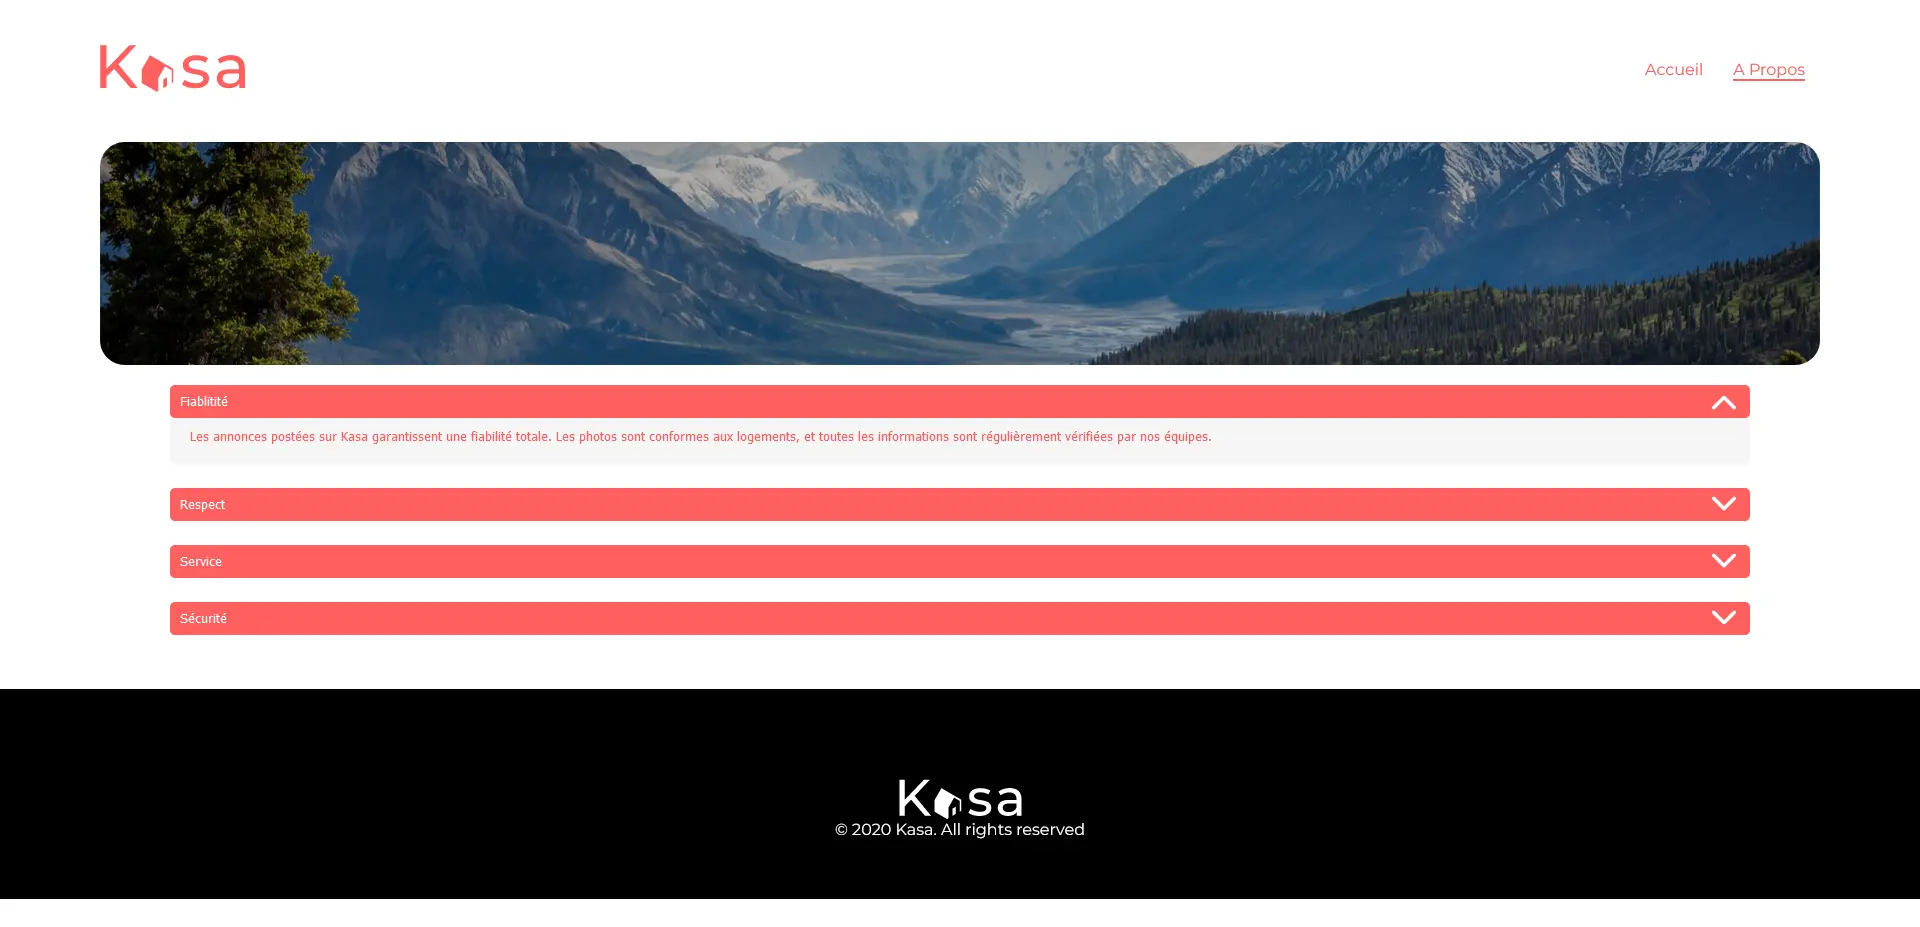 Kasa
Accueil A Propos
Fiablitité
Les annonces postées sur Kasa garantissent une fiabilité totale. Les photos sont conformes aux logements, et toutes les informations sont régulièrement vérifiées par nos équipes.
Respect
Service
Sécurité
Kasa
© 2020 Kasa. All rights reserved